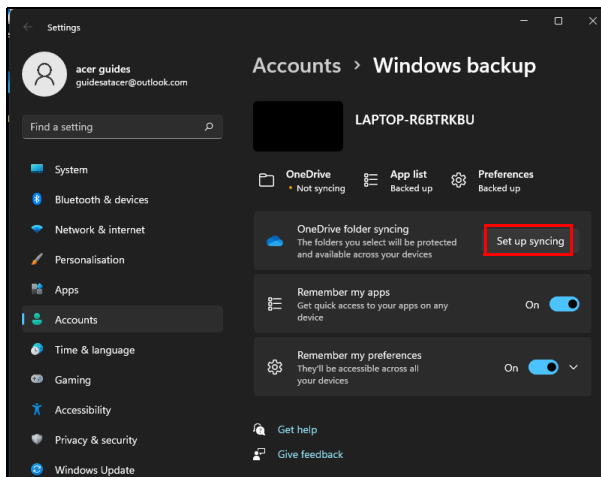 Settings
acer guides
guidesatacer@outlook.com
Find a setting
System
Bluetooth & devices
Network & internet
Personalisation
Apps
Accounts
Time & language
Gaming
Accessibility
Privacy & security
Windows Update
Accounts > Windows backup
LAPTOP-R6BTRKBU
OneDrive
• Not syncing
App list
Backed up
Preferences
Backed up
OneDrive folder syncing
The folders you select will be protected
and available across your devices
Set up syncing
Remember my apps
Get quick access to your apps on any
device
On
Remember my preferences
They'll be accessible across all
your devices
On
Get help
Give feedback